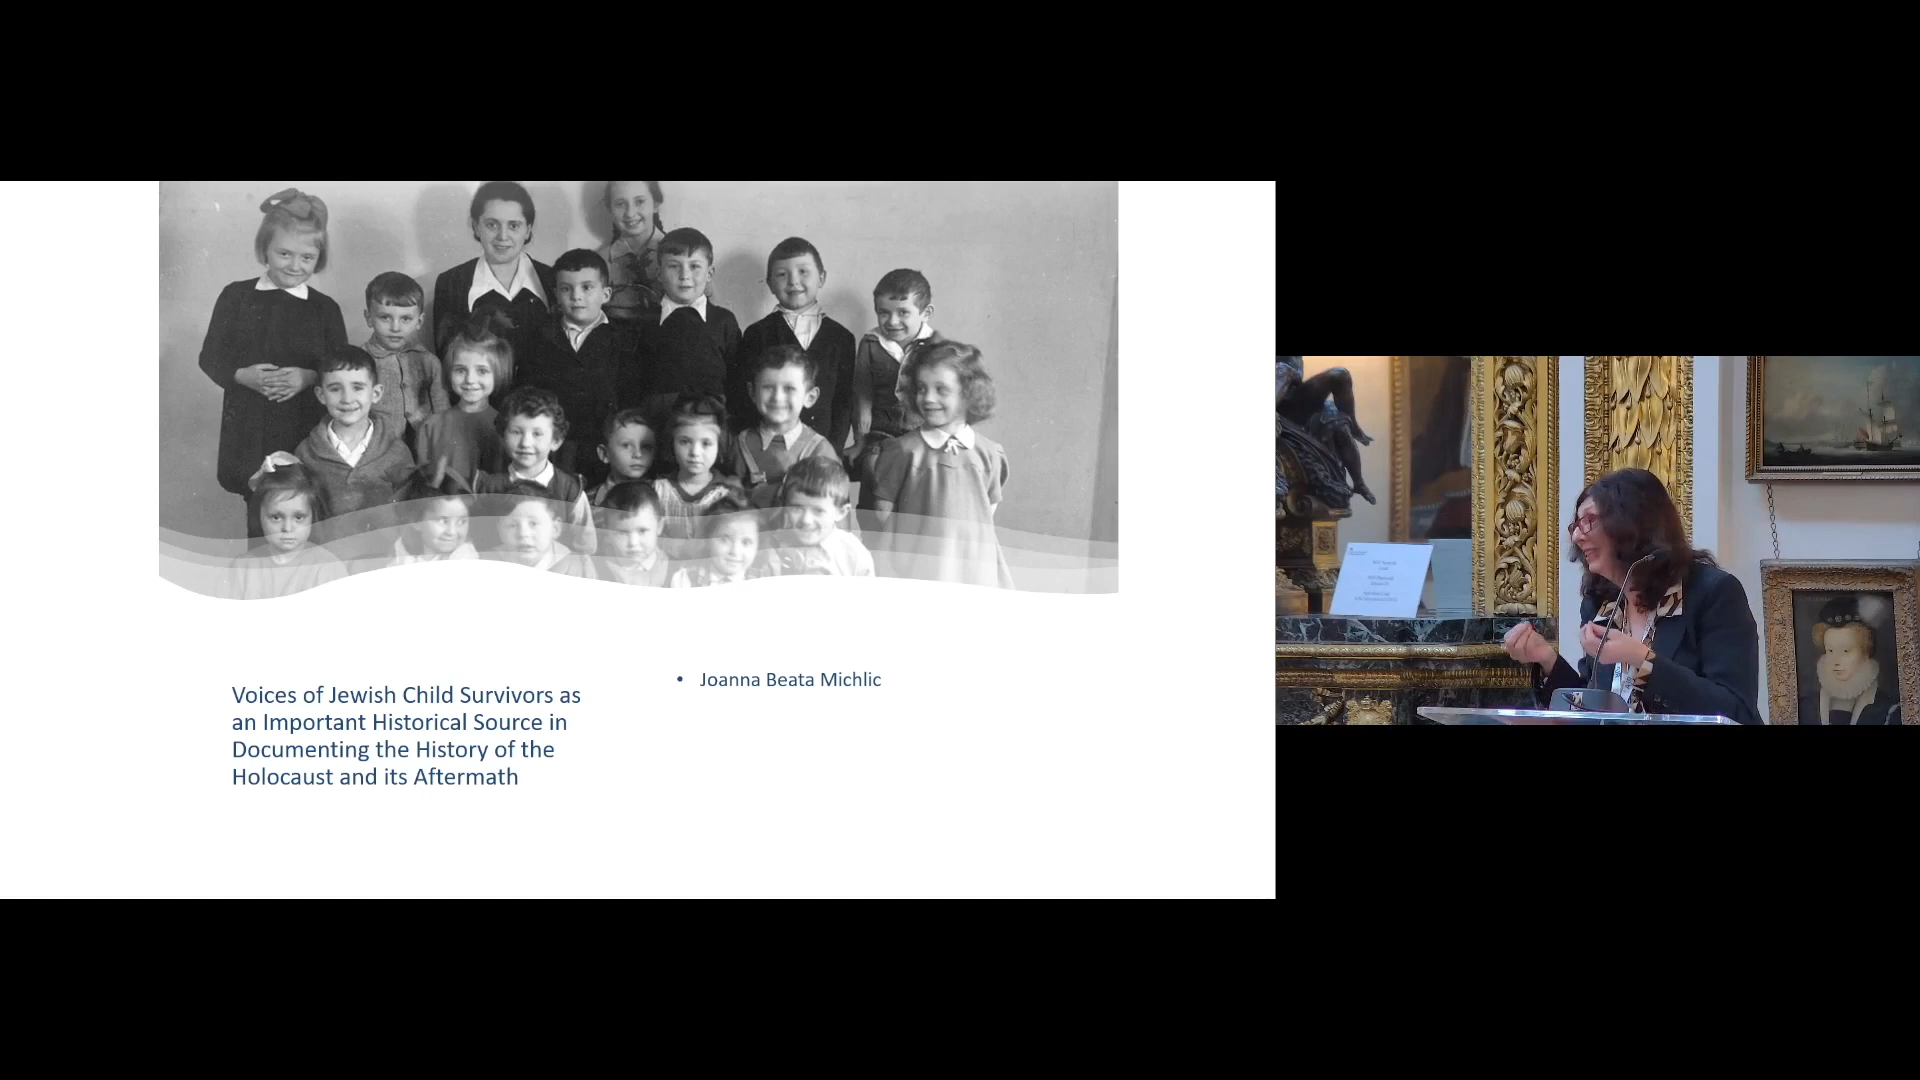 Voices of Jewish Child Survivors as
an Important Historical Source in
Documenting the History of the
Holocaust and its Aftermath
• Joanna Beata Michlic